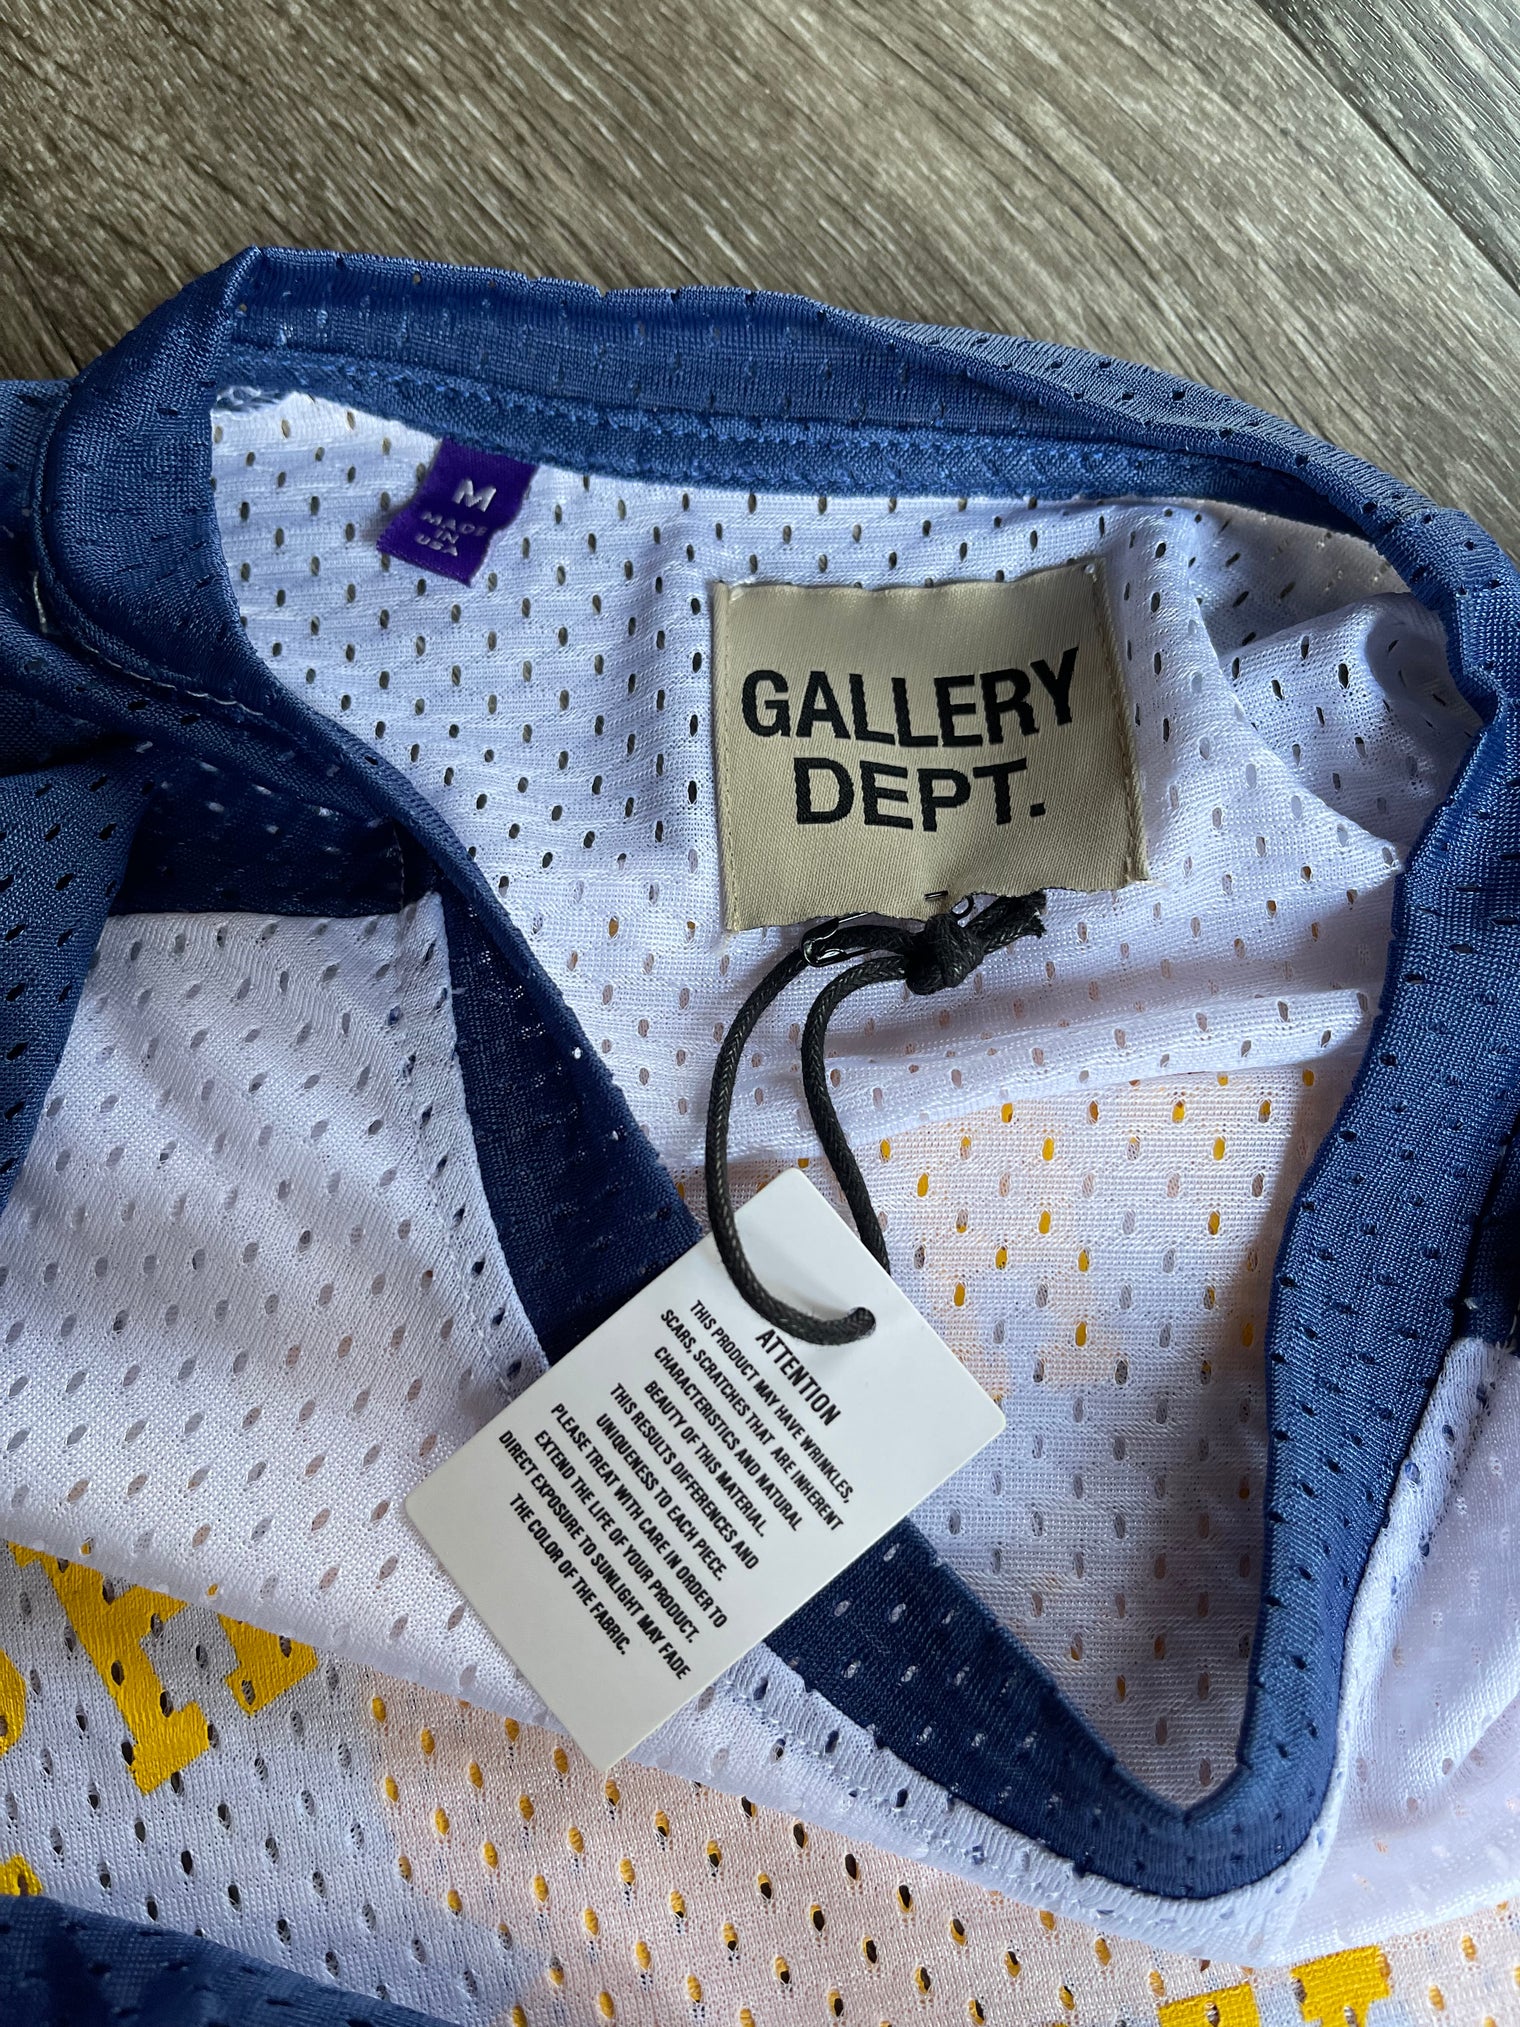 M
MADE
IN
USA
GALLERY
DEPT.
ATTENTION
THIS PRODUCT MAY HAVE WRINKLES,
SCARS, SCRATCHES THAT ARE INHERENT
CHARACTERISTICS AND NATURAL
BEAUTY OF THIS MATERIAL.
THIS RESULTS DIFFERENCES AND
UNIQUENESS TO EACH PIECE.
PLEASE TREAT WITH CARE IN ORDER TO
EXTEND THE LIFE OF YOUR PRODUCT.
DIRECT EXPOSURE TO SUNLIGHT MAY FADE
THE COLOR OF THE FABRIC.